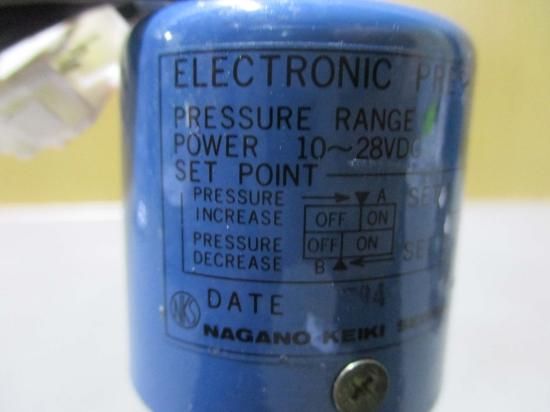 ELECTRONIC
PRESSURE RANGE
POWER 10~28VDC
SET POINT
PRESSURE INCREASE A
OFF ON
PRESSURE DECREASE
OFF ON
B
NKS DATE 94
NAGANO KEIKI